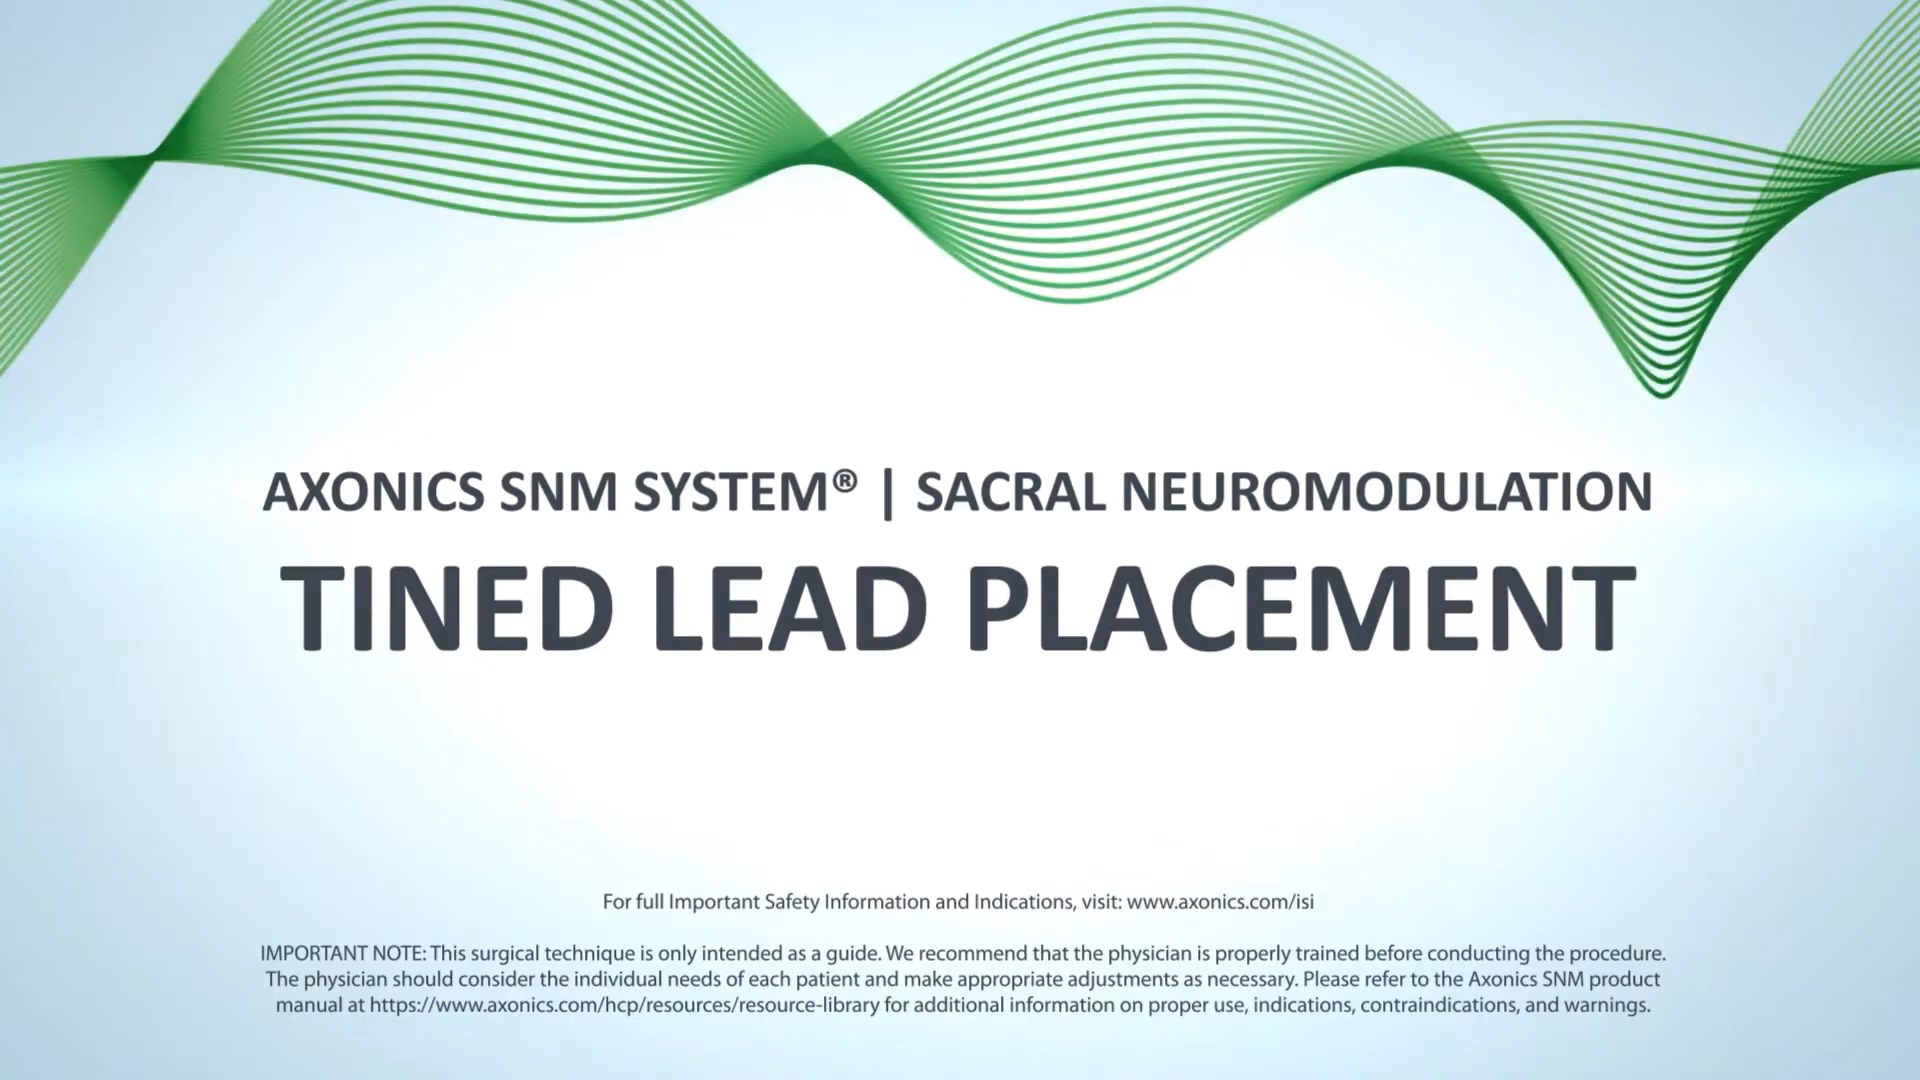 AXONICS SNM SYSTEM® | SACRAL NEUROMODULATION
TINED LEAD PLACEMENT
For full Important Safety Information and Indications, visit: www.axonics.com/isi
IMPORTANT NOTE: This surgical technique is only intended as a guide. We recommend that the physician is properly trained before conducting the procedure.
The physician should consider the individual needs of each patient and make appropriate adjustments as necessary. Please refer to the Axonics SNM product
manual at https://www.axonics.com/hcp/resources/resource-library for additional information on proper use, indications, contraindications, and warnings.